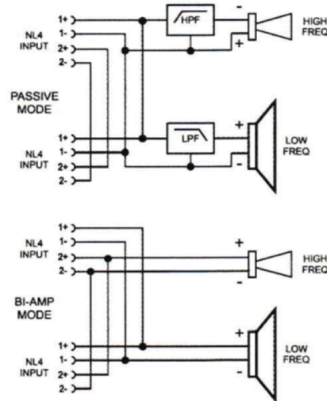 NL4
INPUT
1+
1-
2+
2-
HPF
-
+
HIGH
FREQ
PASSIVE
MODE
NL4
INPUT
1+
1-
2+
2-
LPF
+
-
LOW
FREQ
NL4
INPUT
1+
1-
2+
2-
+
-
HIGH
FREQ
BI-AMP
MODE
NL4
INPUT
1+
1-
2+
2-
+
-
LOW
FREQ